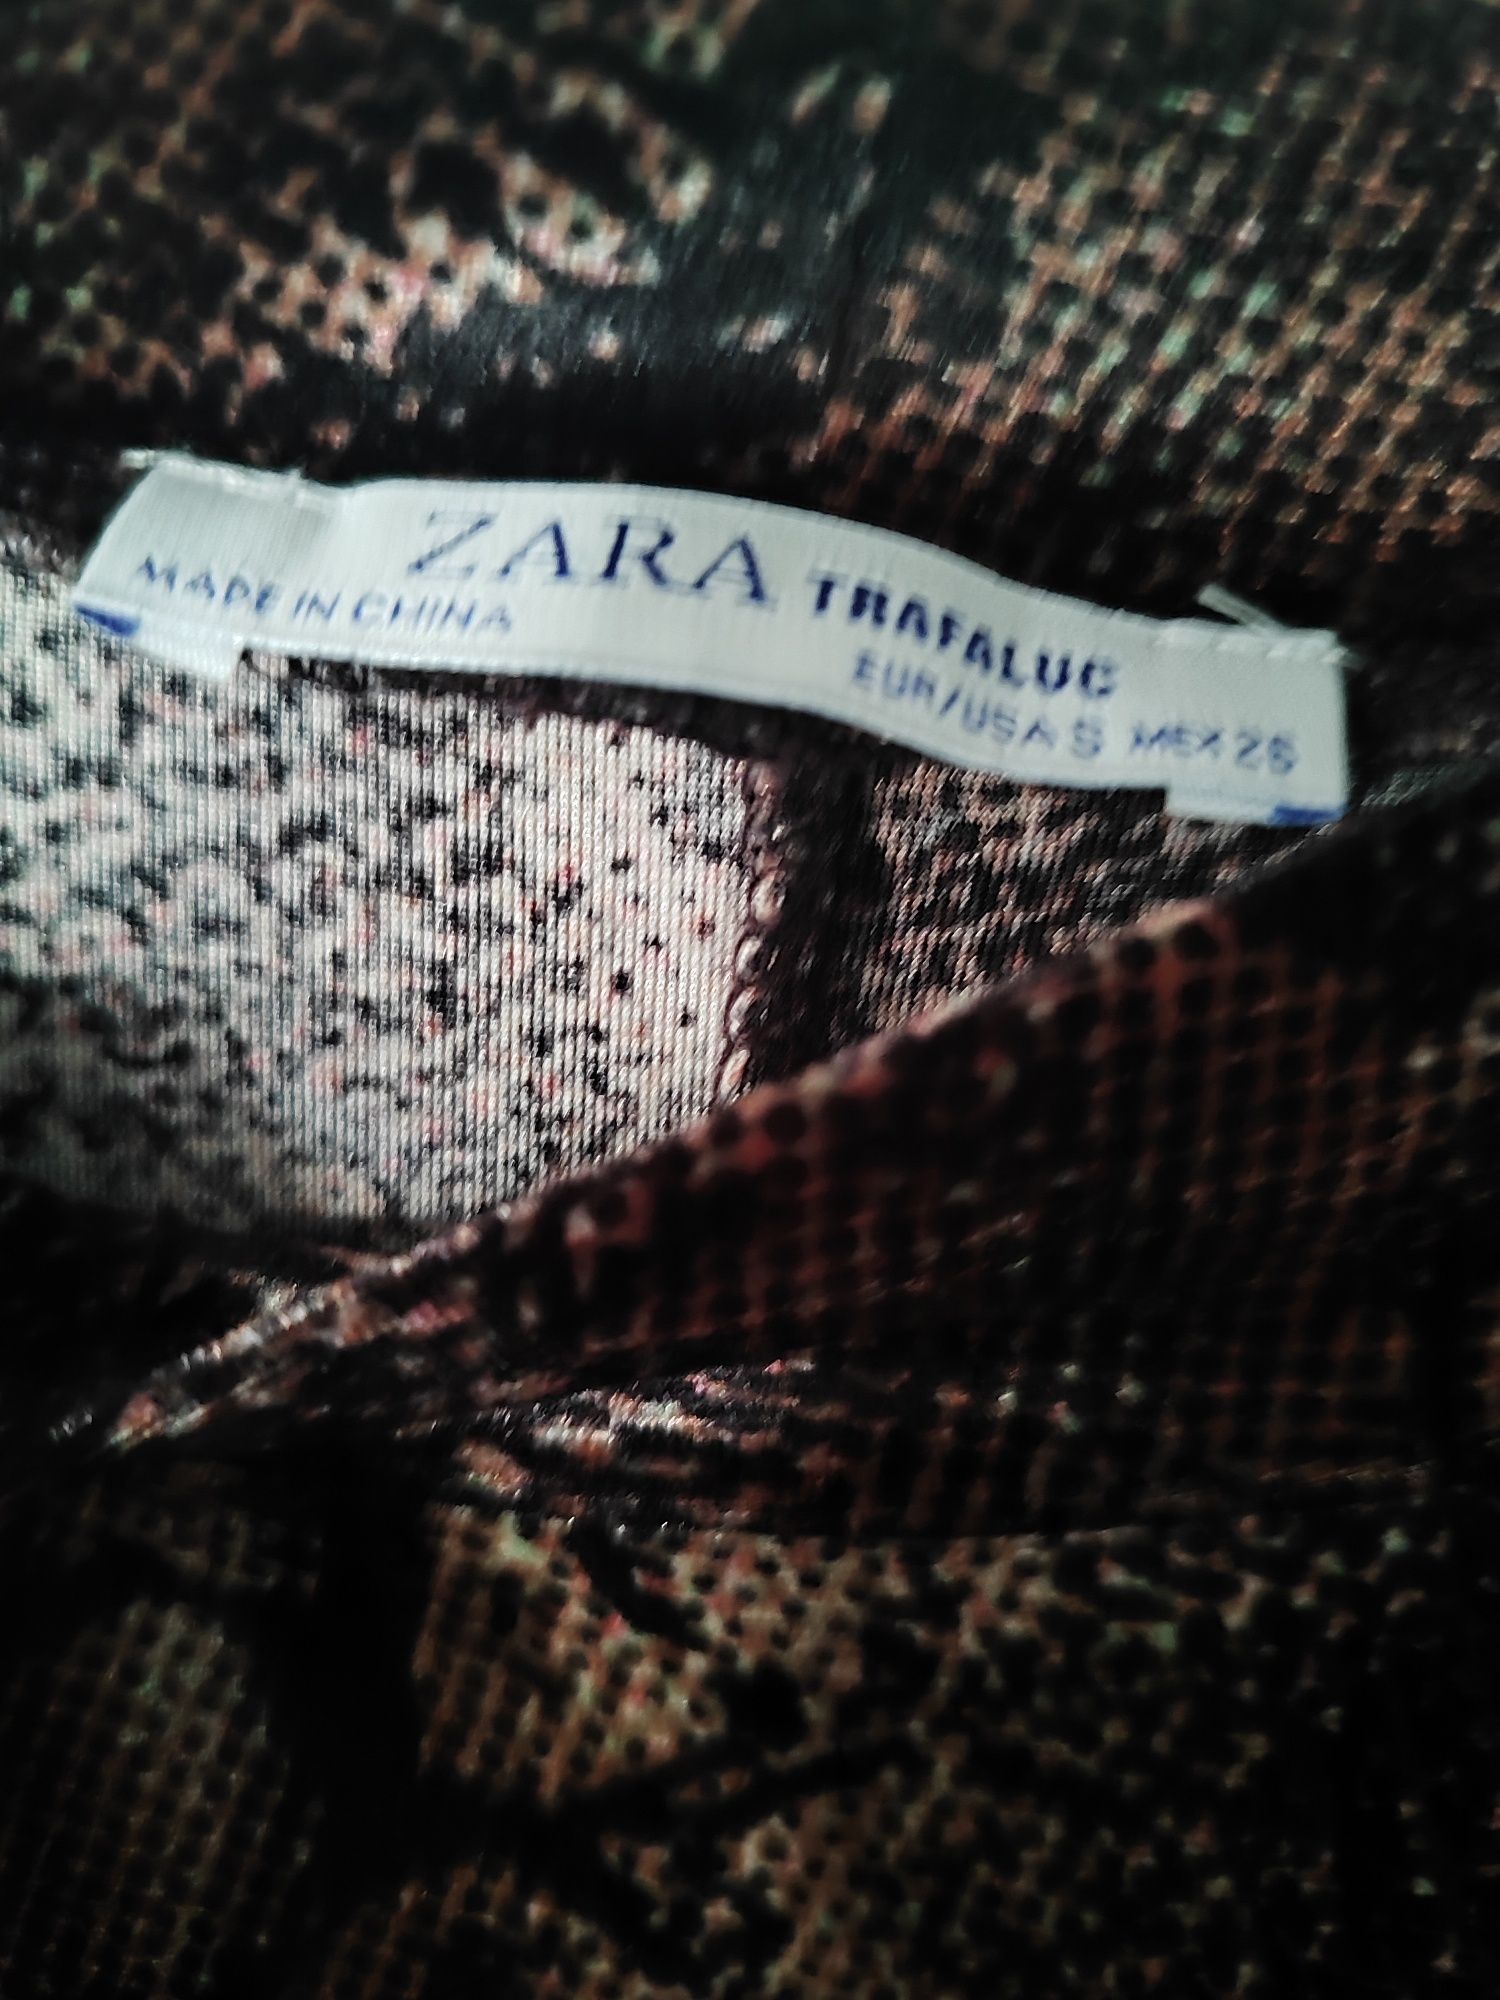 ZARA TRAFALUC
MADE IN CHINA
EUR/USA S MEX 26